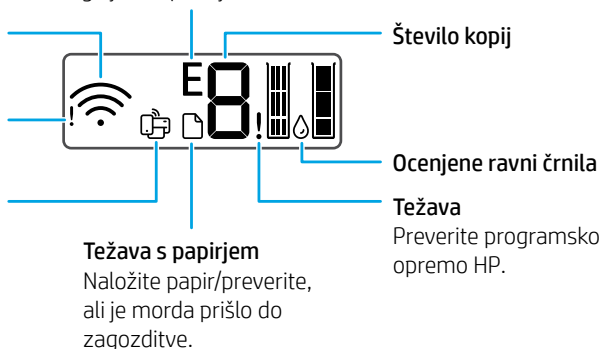 Število kopij
E
8
!
!
Ocenjene ravni črnila
Težava
Preverite programsko
opremo HP.
Težava s papirjem
Naložite papir/preverite,
ali je morda prišlo do
zagozditve.